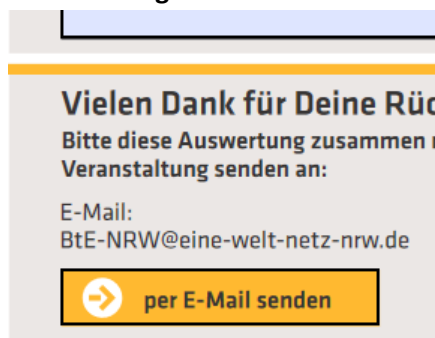 Vielen Dank für Deine
Bitte diese Auswertung zusammen
Veranstaltung senden an:
E-Mail:
BtE-NRW@eine-welt-netz-nrw.de
per E-Mail senden